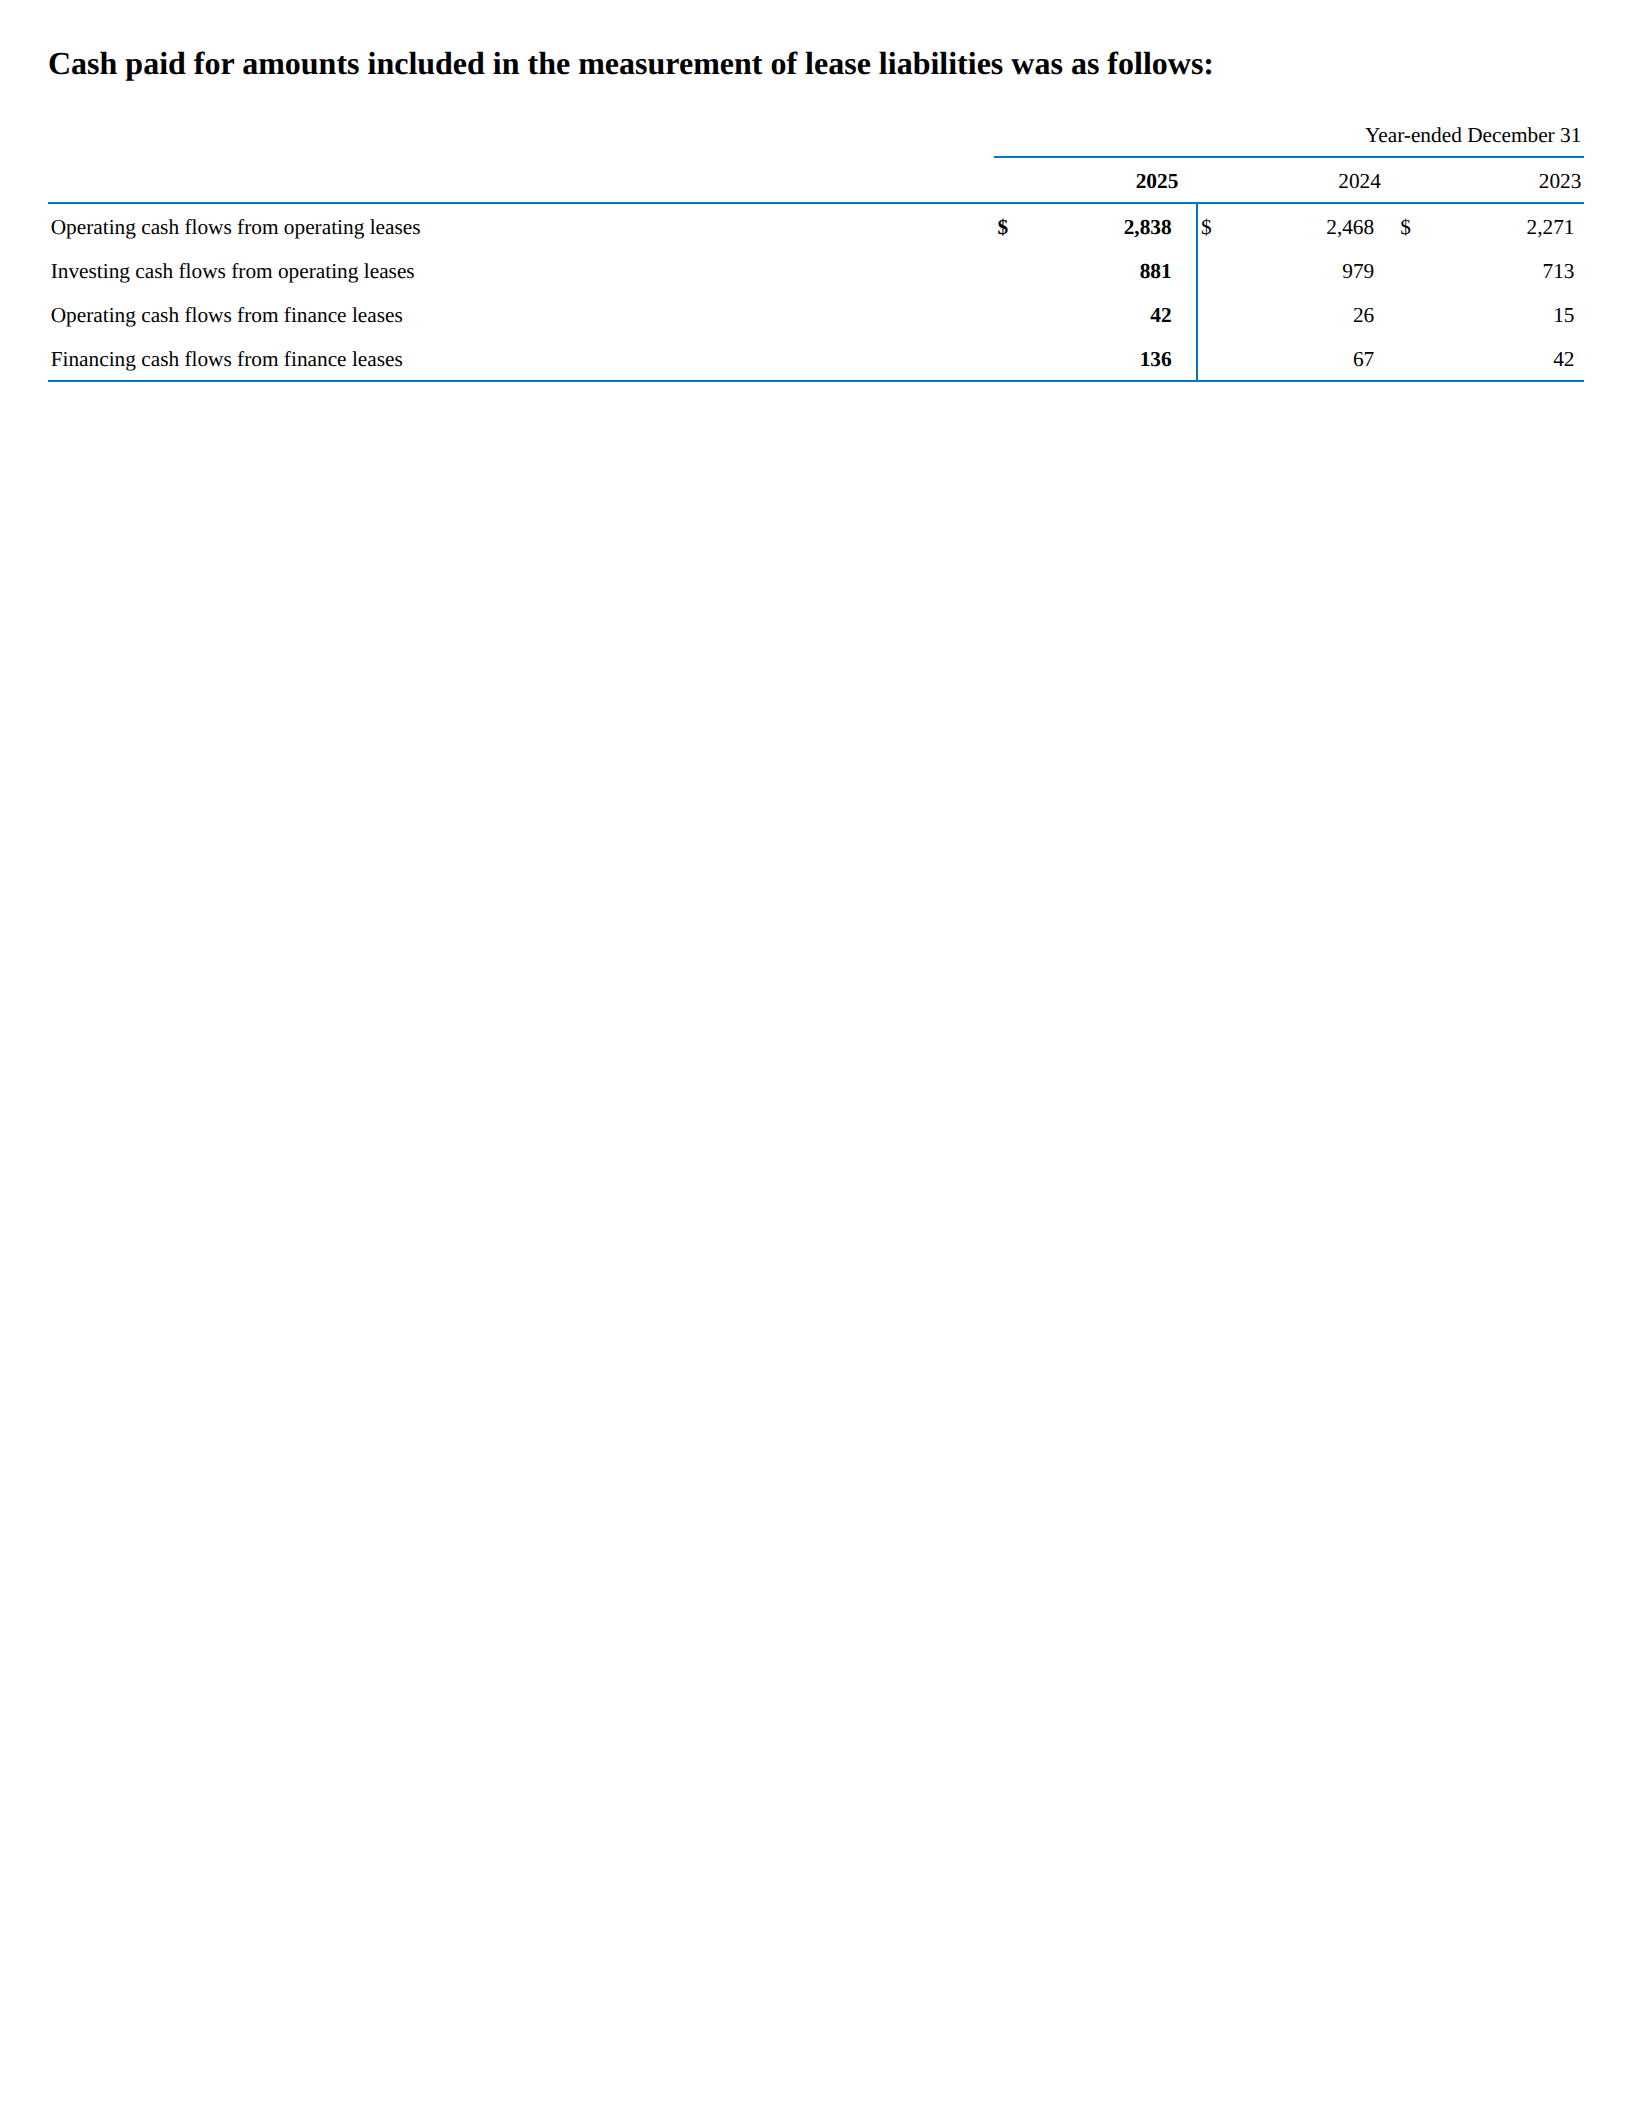 Cash paid for amounts included in the measurement of lease liabilities was as follows:
Year-ended December 31
2025 2024 2023
Operating cash flows from operating leases $ 2,838 $ 2,468 $ 2,271
Investing cash flows from operating leases 881 979 713
Operating cash flows from finance leases 42 26 15
Financing cash flows from finance leases 136 67 42